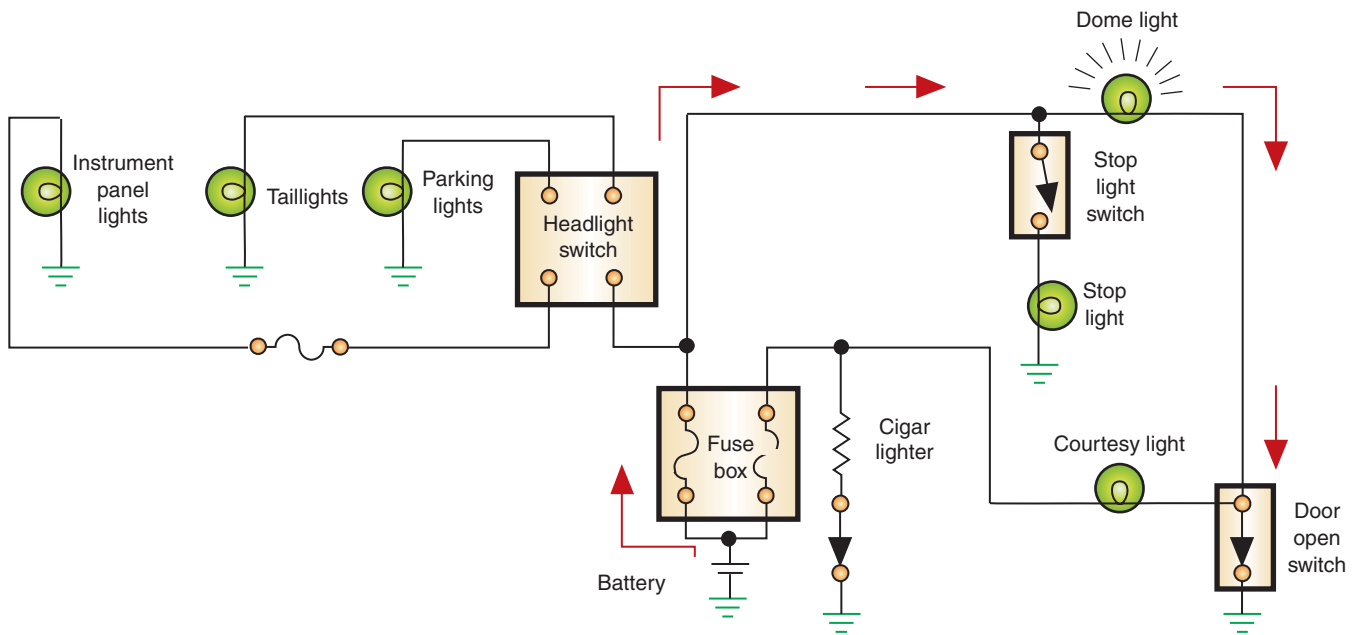 Dome light
Instrument
panel
lights
Taillights
Parking
lights
Headlight
switch
Stop
light
switch
Stop
light
Fuse
box
Cigar
lighter
Courtesy light
Door
open
switch
Battery